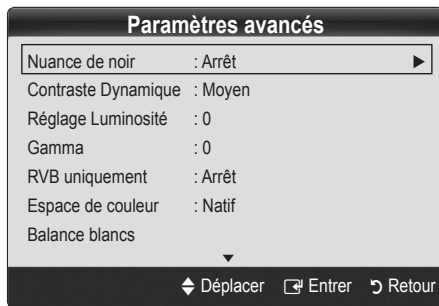 Paramètres avancés
Nuance de noir : Arrêt
Contraste Dynamique : Moyen
Réglage Luminosité : 0
Gamma : 0
RVB uniquement : Arrêt
Espace de couleur : Natif
Balance blancs
Déplacer Entrer Retour